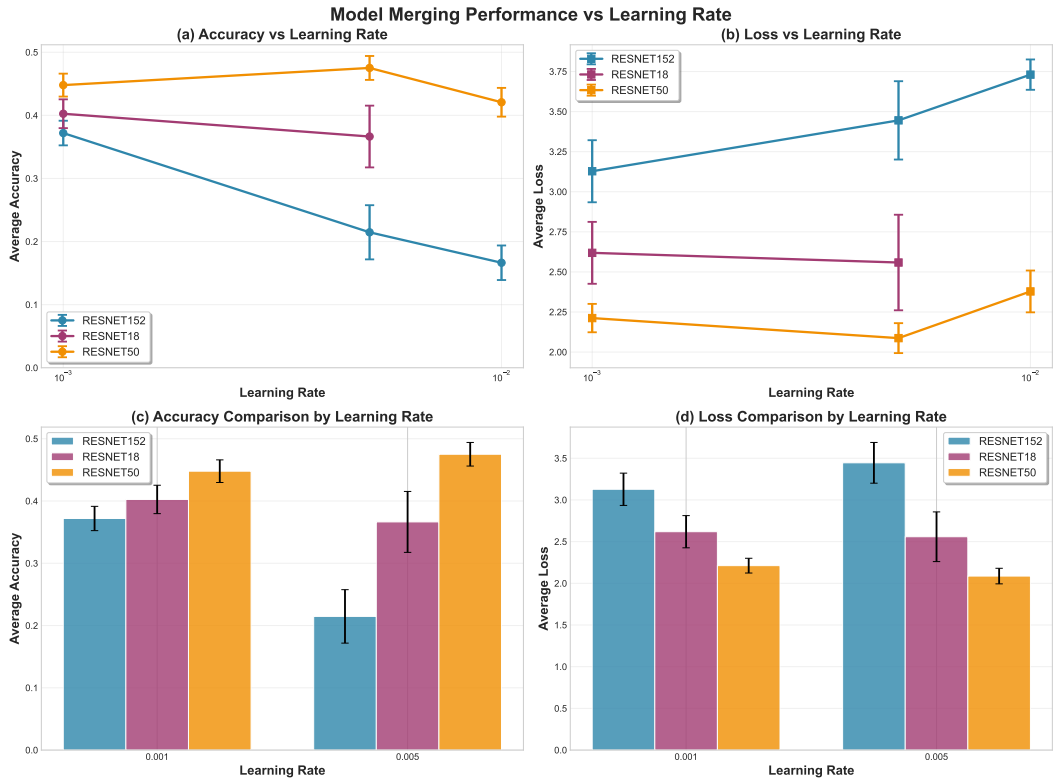 Model Merging Performance vs Learning Rate
(a) Accuracy vs Learning Rate
0.5
0.4
0.3
0.2
0.1
0.0
Average Accuracy
RESNET152
RESNET18
RESNET50
10⁻³
10⁻²
Learning Rate
(b) Loss vs Learning Rate
RESNET152
RESNET18
RESNET50
3.75
3.50
3.25
3.00
2.75
2.50
2.25
2.00
Average Loss
10⁻³
10⁻²
Learning Rate
(c) Accuracy Comparison by Learning Rate
RESNET152
RESNET18
RESNET50
0.5
0.4
0.3
0.2
0.1
0.0
Average Accuracy
0.001
0.005
Learning Rate
(d) Loss Comparison by Learning Rate
RESNET152
RESNET18
RESNET50
3.5
3.0
2.5
2.0
1.5
1.0
0.5
0.0
Average Loss
0.001
0.005
Learning Rate